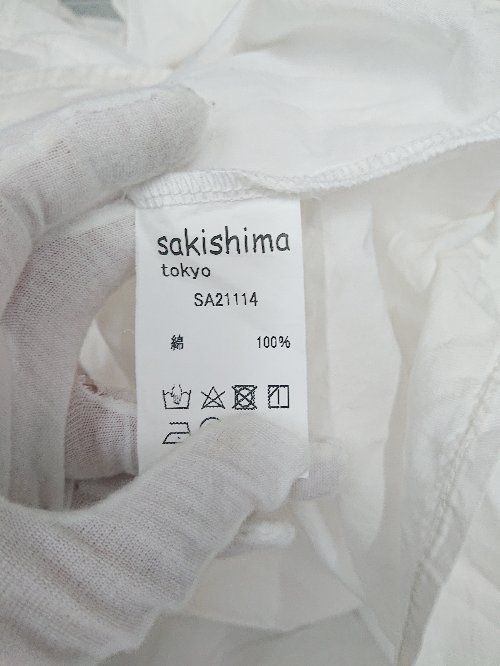 sakishima
tokyo
SA21114
綿 100%